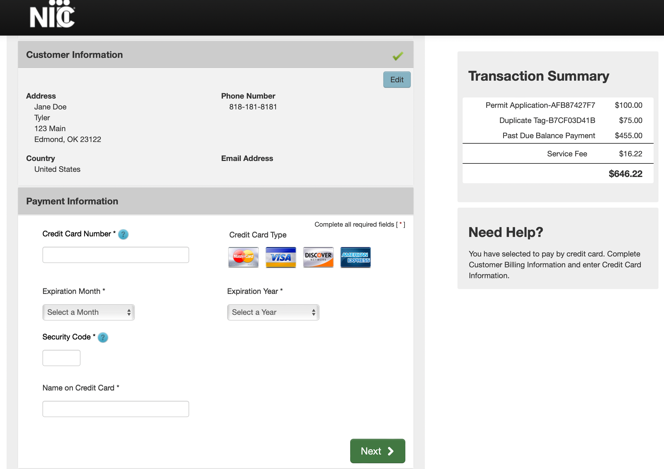 NIC
Customer Information
Edit
Address
Jane Doe
Tyler
123 Main
Edmond, OK 23122
Phone Number
818-181-8181
Country
United States
Email Address
Payment Information
Complete all required fields [ * ]
Credit Card Number * ?
Credit Card Type
MasterCard VISA DISCOVER NETWORK AMERICAN EXPRESS
Expiration Month *
Expiration Year *
Select a Month
Select a Year
Security Code * ?
Name on Credit Card *
Next
Transaction Summary
Permit Application-AFB87427F7 $100.00
Duplicate Tag-B7CF03D41B $75.00
Past Due Balance Payment $455.00
Service Fee $16.22
$646.22
Need Help?
You have selected to pay by credit card. Complete
Customer Billing Information and enter Credit Card
Information.